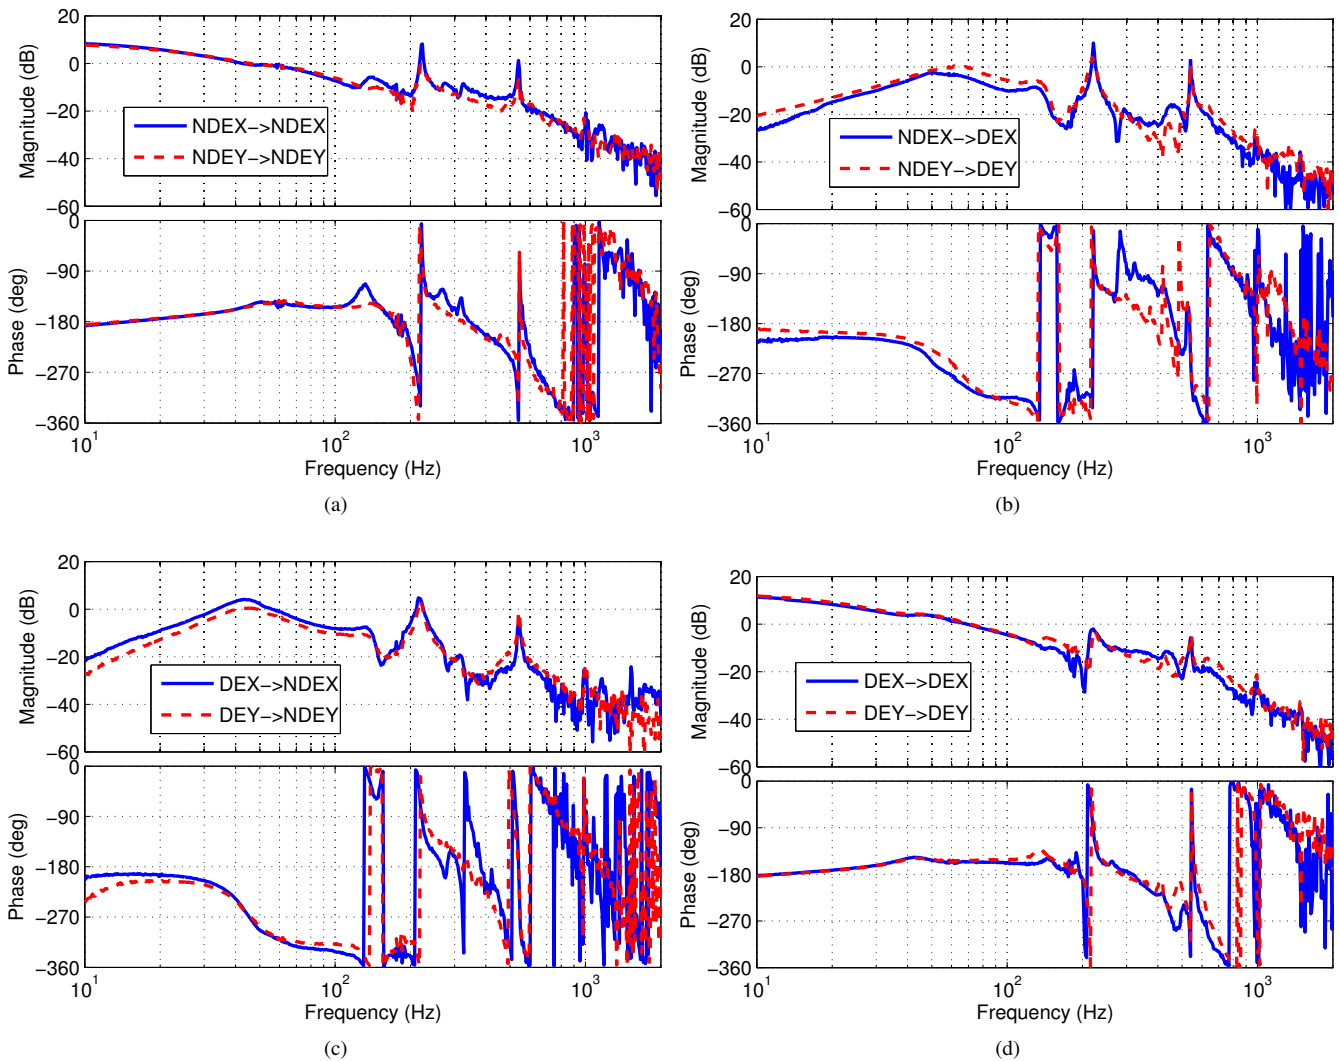 20
0
−20
−40
−60
Magnitude (dB)
NDEX−>NDEX
NDEY−>NDEY
0
−90
−180
−270
−360
Phase (deg)
10^1
10^2
10^3
Frequency (Hz)
(a)
20
0
−20
−40
−60
Magnitude (dB)
NDEX−>DEX
NDEY−>DEY
0
−90
−180
−270
−360
Phase (deg)
10^1
10^2
10^3
Frequency (Hz)
(b)
20
0
−20
−40
−60
Magnitude (dB)
DEX−>NDEX
DEY−>NDEY
0
−90
−180
−270
−360
Phase (deg)
10^1
10^2
10^3
Frequency (Hz)
(c)
20
0
−20
−40
−60
Magnitude (dB)
DEX−>DEX
DEY−>DEY
0
−90
−180
−270
−360
Phase (deg)
10^1
10^2
10^3
Frequency (Hz)
(d)